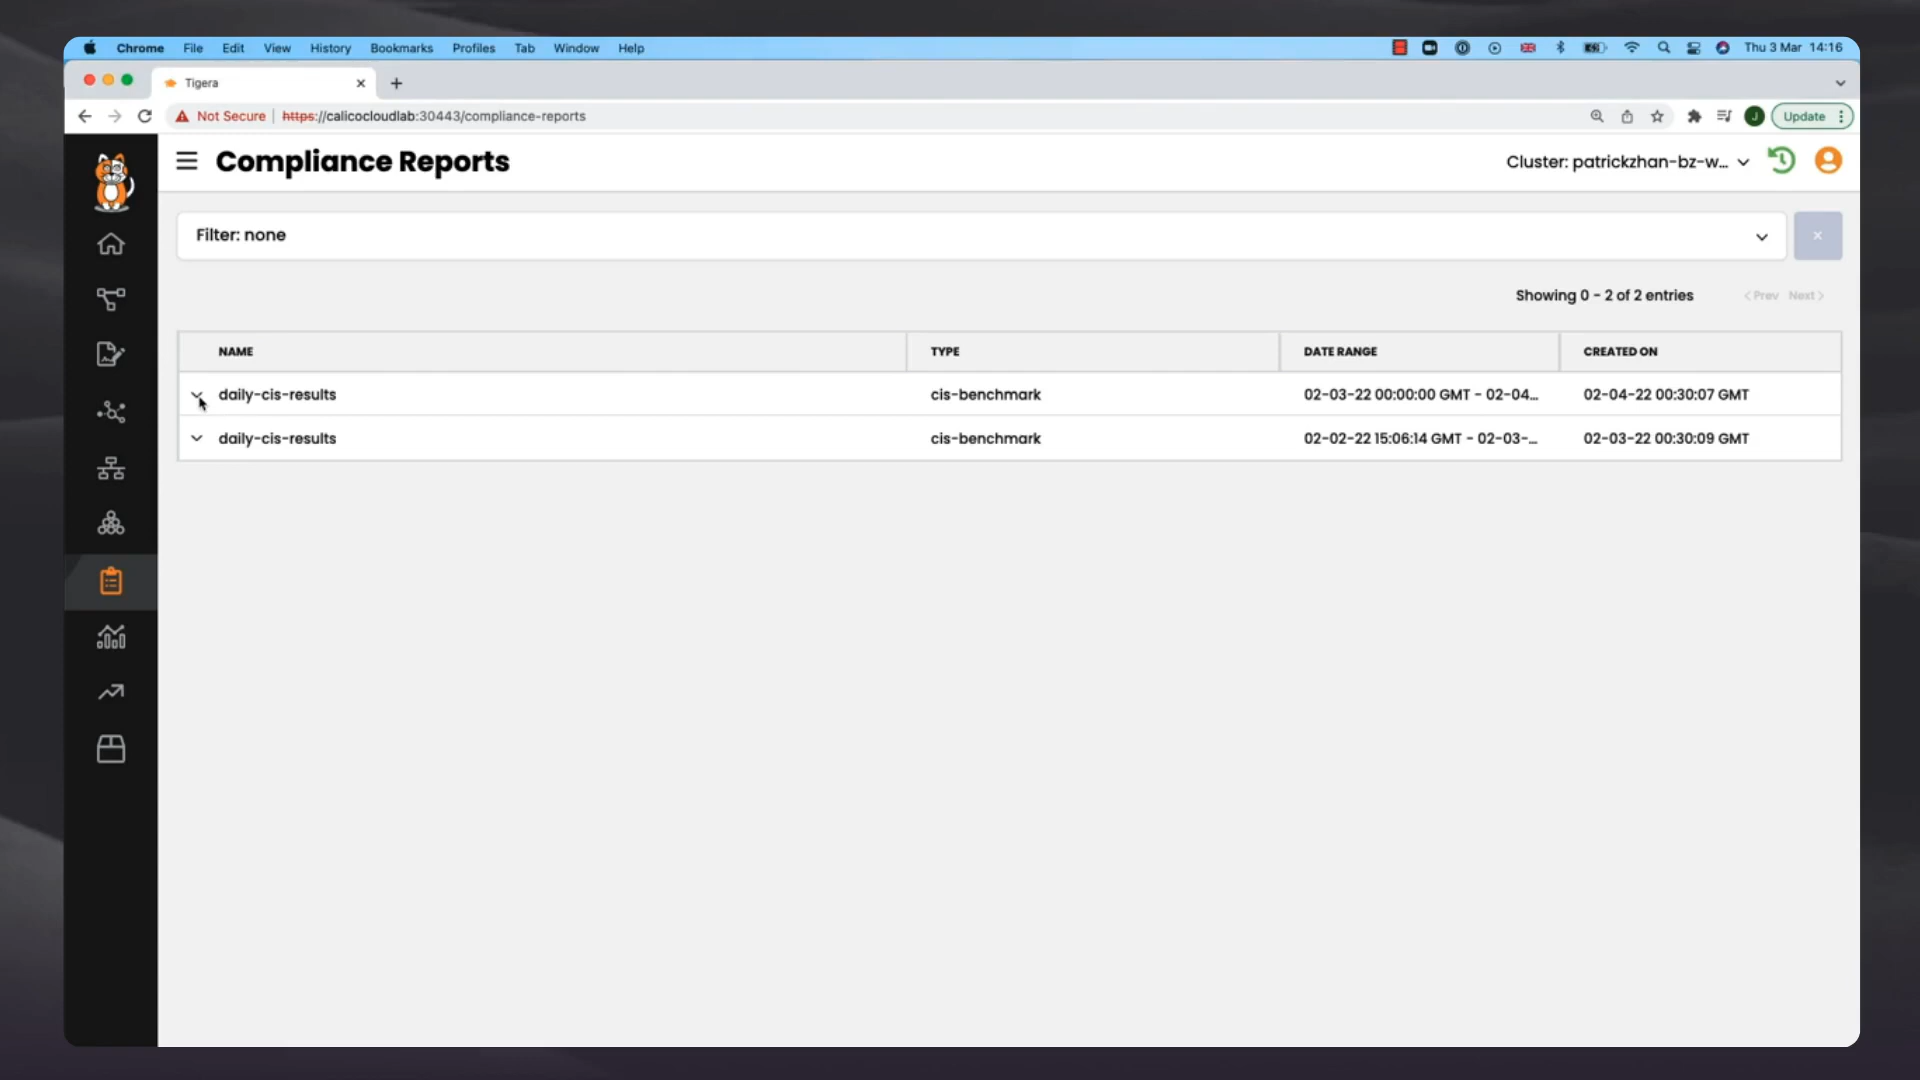 Chrome File Edit View History Bookmarks Profiles Tab Window Help Thu 3 Mar 14:16
Tigera
Not Secure https://calicocloudlab:30443/compliance-reports J Update
Compliance Reports Cluster: patrickzhan-bz-w...
Filter: none
Showing 0 - 2 of 2 entries < Prev Next >
NAME TYPE DATE RANGE CREATED ON
daily-cis-results cis-benchmark 02-03-22 00:00:00 GMT - 02-04... 02-04-22 00:30:07 GMT
daily-cis-results cis-benchmark 02-02-22 15:06:14 GMT - 02-03-... 02-03-22 00:30:09 GMT